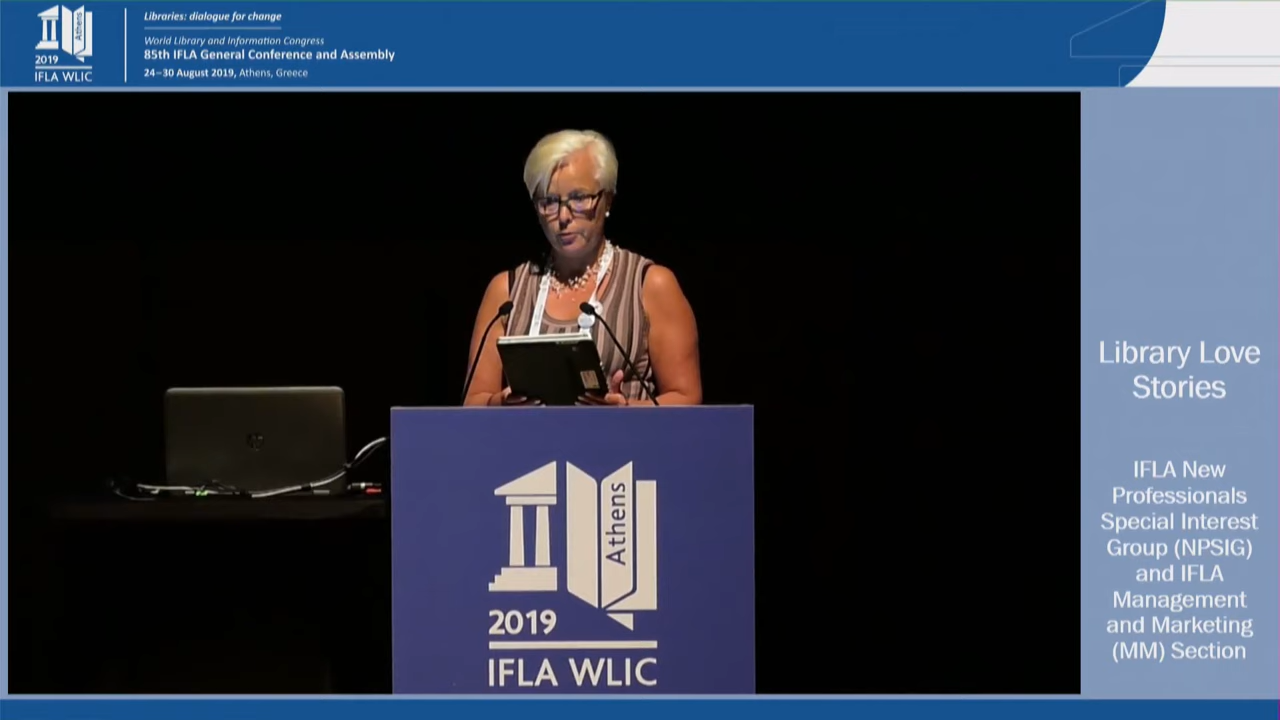 Athens
2019
IFLA WLIC
Libraries: dialogue for change
World Library and Information Congress
85th IFLA General Conference and Assembly
24–30 August 2019, Athens, Greece
Library Love
Stories
IFLA New
Professionals
Special Interest
Group (NPSIG)
and IFLA
Management
and Marketing
(MM) Section
hp
Athens
2019
IFLA WLIC